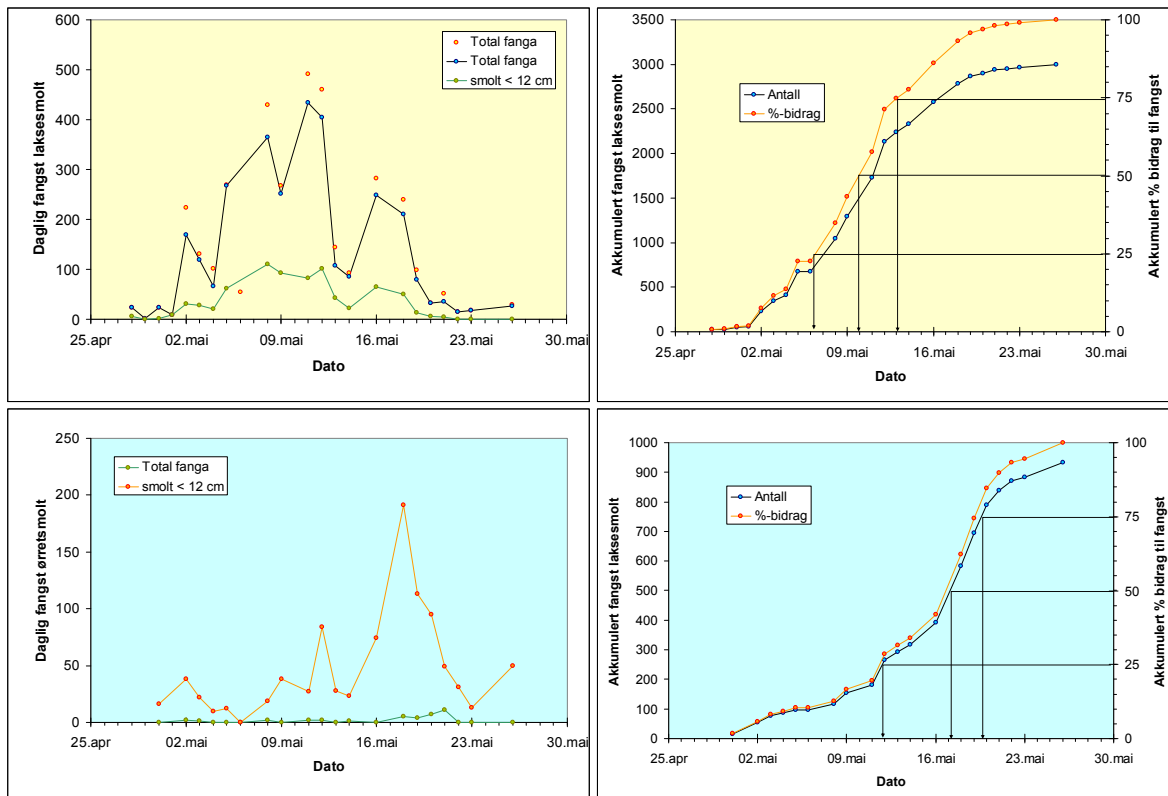 600
500
400
300
200
100
0
Daglig fangst laksesmolt
Total fanga
Total fanga
smolt < 12 cm
25.apr
02.mai
09.mai
16.mai
23.mai
30.mai
Dato
3500
3000
2500
2000
1500
1000
500
0
Akkumulert fangst laksesmolt
Antall
%-bidrag
100
75
50
25
0
Akkumulert % bidrag til fangst
25.apr
02.mai
09.mai
16.mai
23.mai
30.mai
Dato
250
200
150
100
50
0
Daglig fangst ørretsmolt
Total fanga
smolt < 12 cm
25.apr
02.mai
09.mai
16.mai
23.mai
30.mai
Dato
1000
900
800
700
600
500
400
300
200
100
0
Akkumulert fangst laksesmolt
Antall
%-bidrag
100
75
50
25
0
Akkumulert % bidrag til fangst
25.apr
02.mai
09.mai
16.mai
23.mai
30.mai
Dato